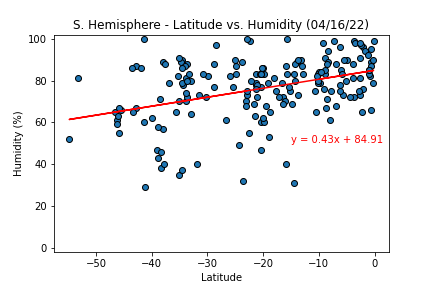 S. Hemisphere - Latitude vs. Humidity (04/16/22)
100
80
60
40
20
0
Humidity (%)
y = 0.43x + 84.91
−50 −40 −30 −20 −10 0
Latitude